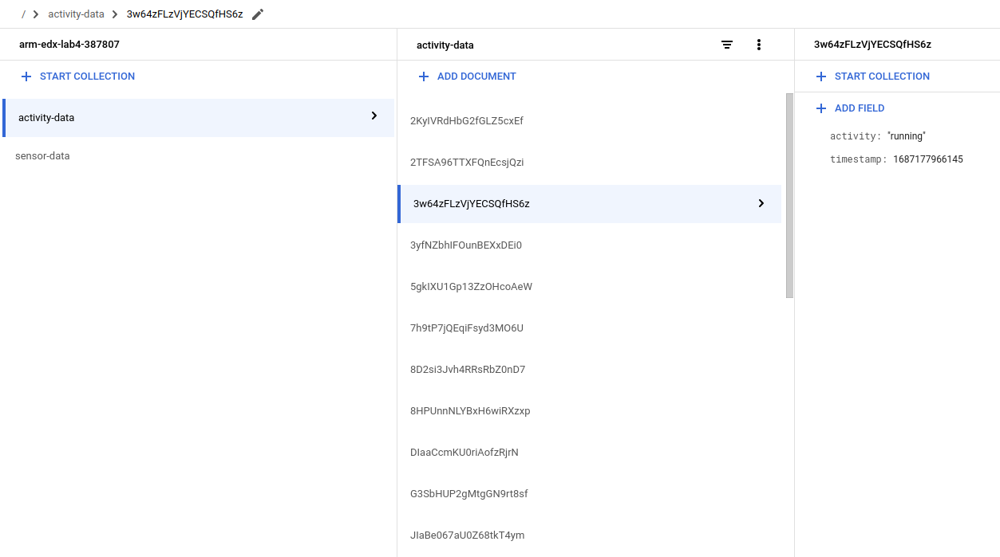 / > activity-data > 3w64zFLzVjYECSQfHS6z
arm-edx-lab4-387807
+ START COLLECTION
activity-data
sensor-data
activity-data
+ ADD DOCUMENT
2KyIVRdHbG2fGLZ5cxEf
2TFSA96TTXFQnEcsjQzi
3w64zFLzVjYECSQfHS6z
3yfNZbhIFOunBEXxDEi0
5gkIXU1Gp13ZzOHcoAeW
7h9tP7jQEqiFsyd3MO6U
8D2si3Jvh4RRsRbZ0nD7
8HPUnnNLYBxH6wiRXzxp
DIaaCcmKU0riAofzRjrN
G3SbHUP2gMtgGN9rt8sf
JIaBe067aU0Z68tkT4ym
3w64zFLzVjYECSQfHS6z
+ START COLLECTION
+ ADD FIELD
activity: "running"
timestamp: 1687177966145